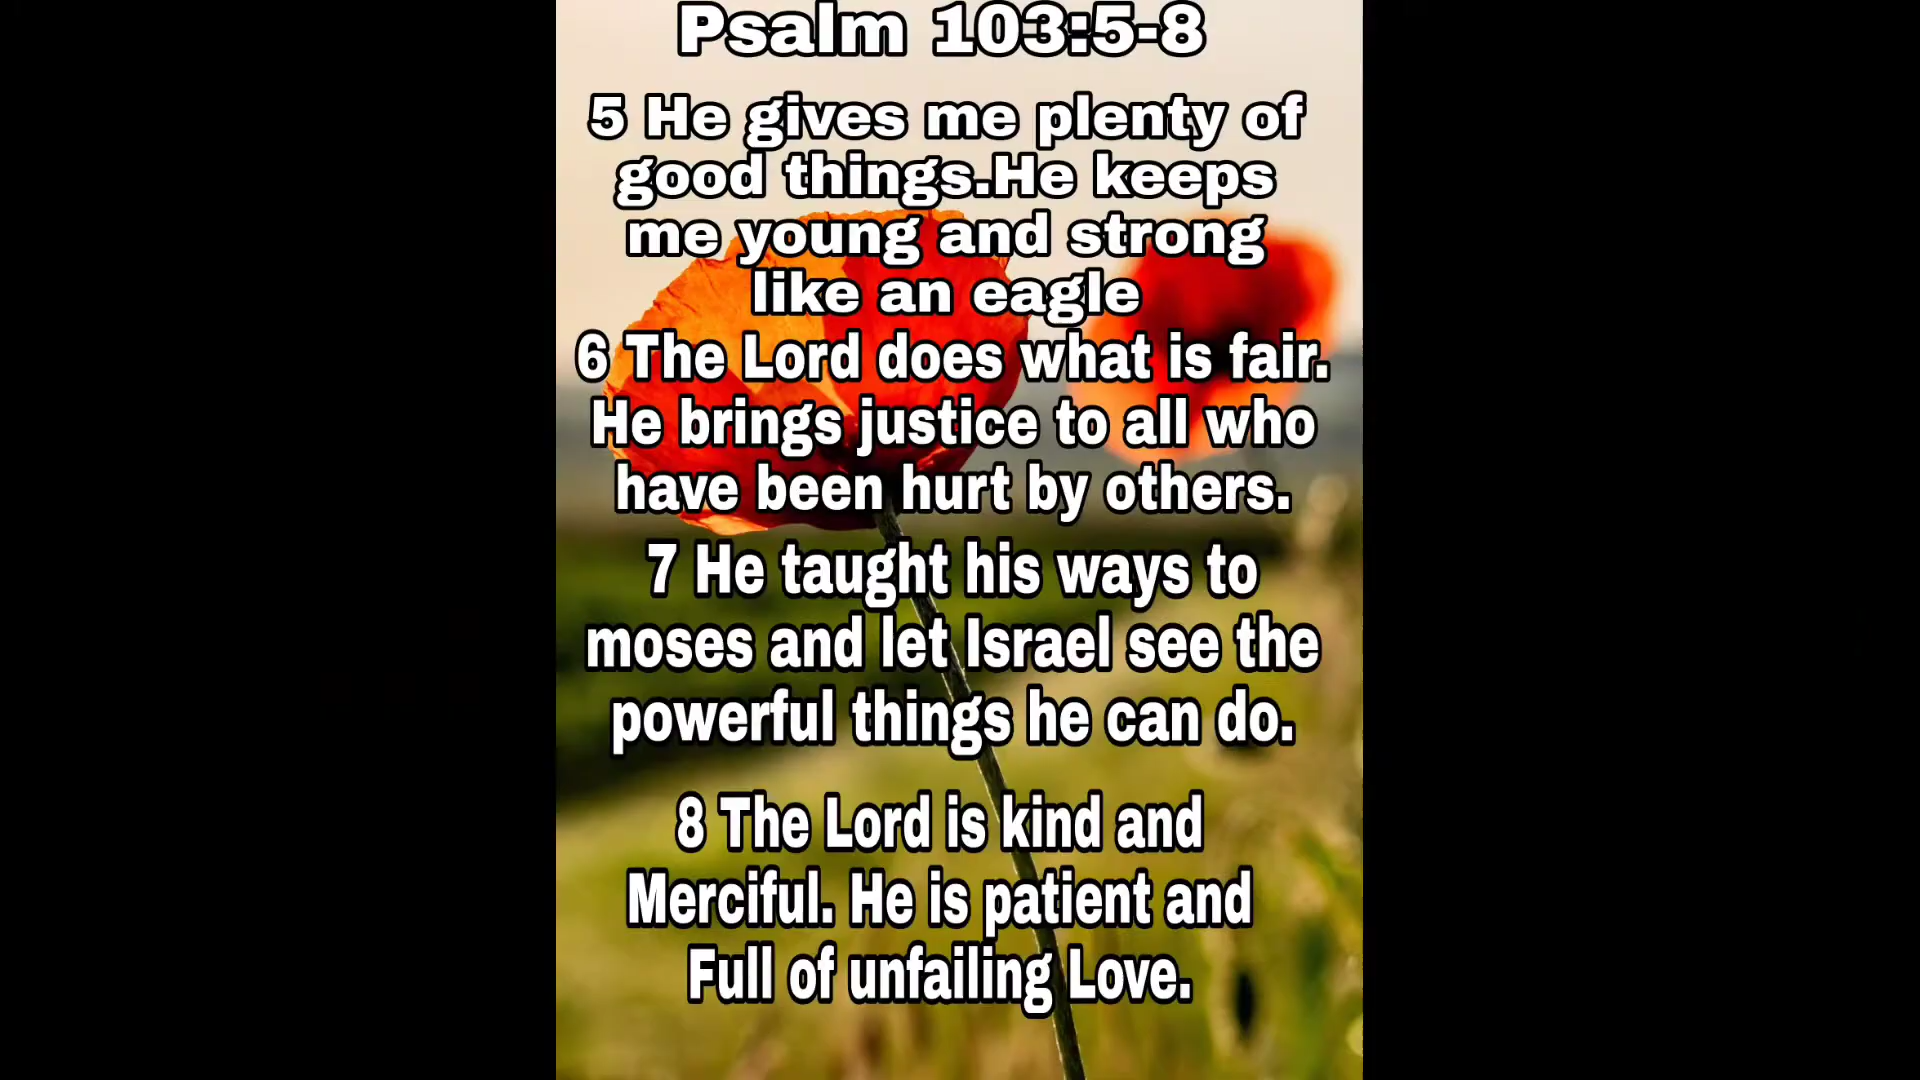 Psalm 103:5-8
5 He gives me plenty of
good things.He keeps
me young and strong
like an eagle
6 The Lord does what is fair.
He brings justice to all who
have been hurt by others.
7 He taught his ways to
moses and let Israel see the
powerful things he can do.
8 The Lord is kind and
Merciful. He is patient and
Full of unfailing Love.